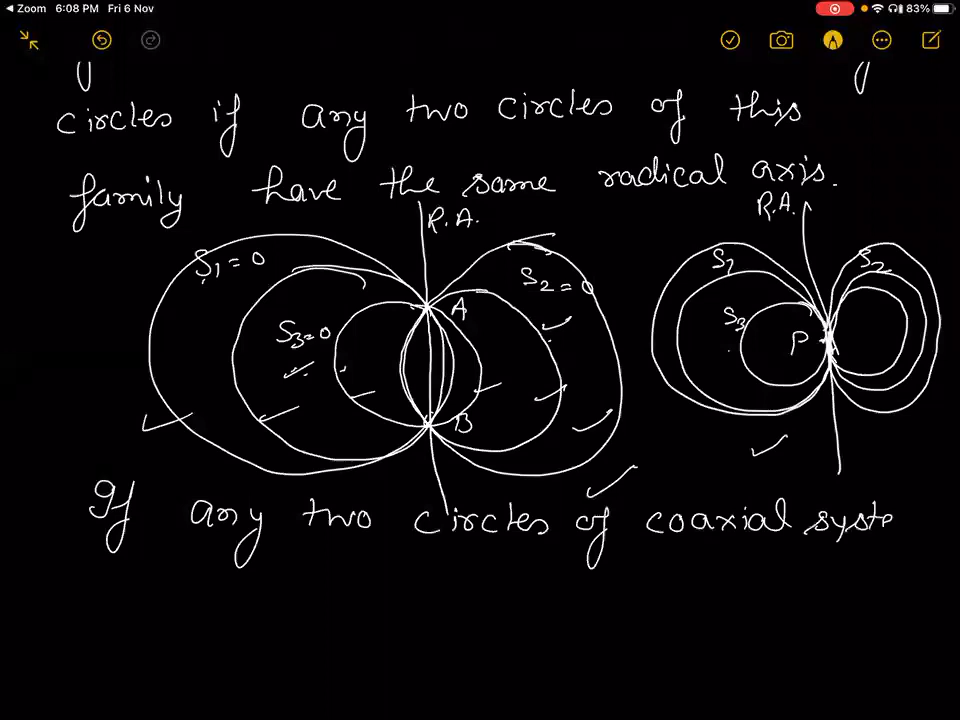 Zoom 6:08 PM Fri 6 Nov 83%
circles if any two circles of this
family have the same radical axis.
R.A.
R.A.
S1 = 0
S2 = 0
A
S3 = 0
B
S1
S2
S3
P
If any two circles of coaxial syste